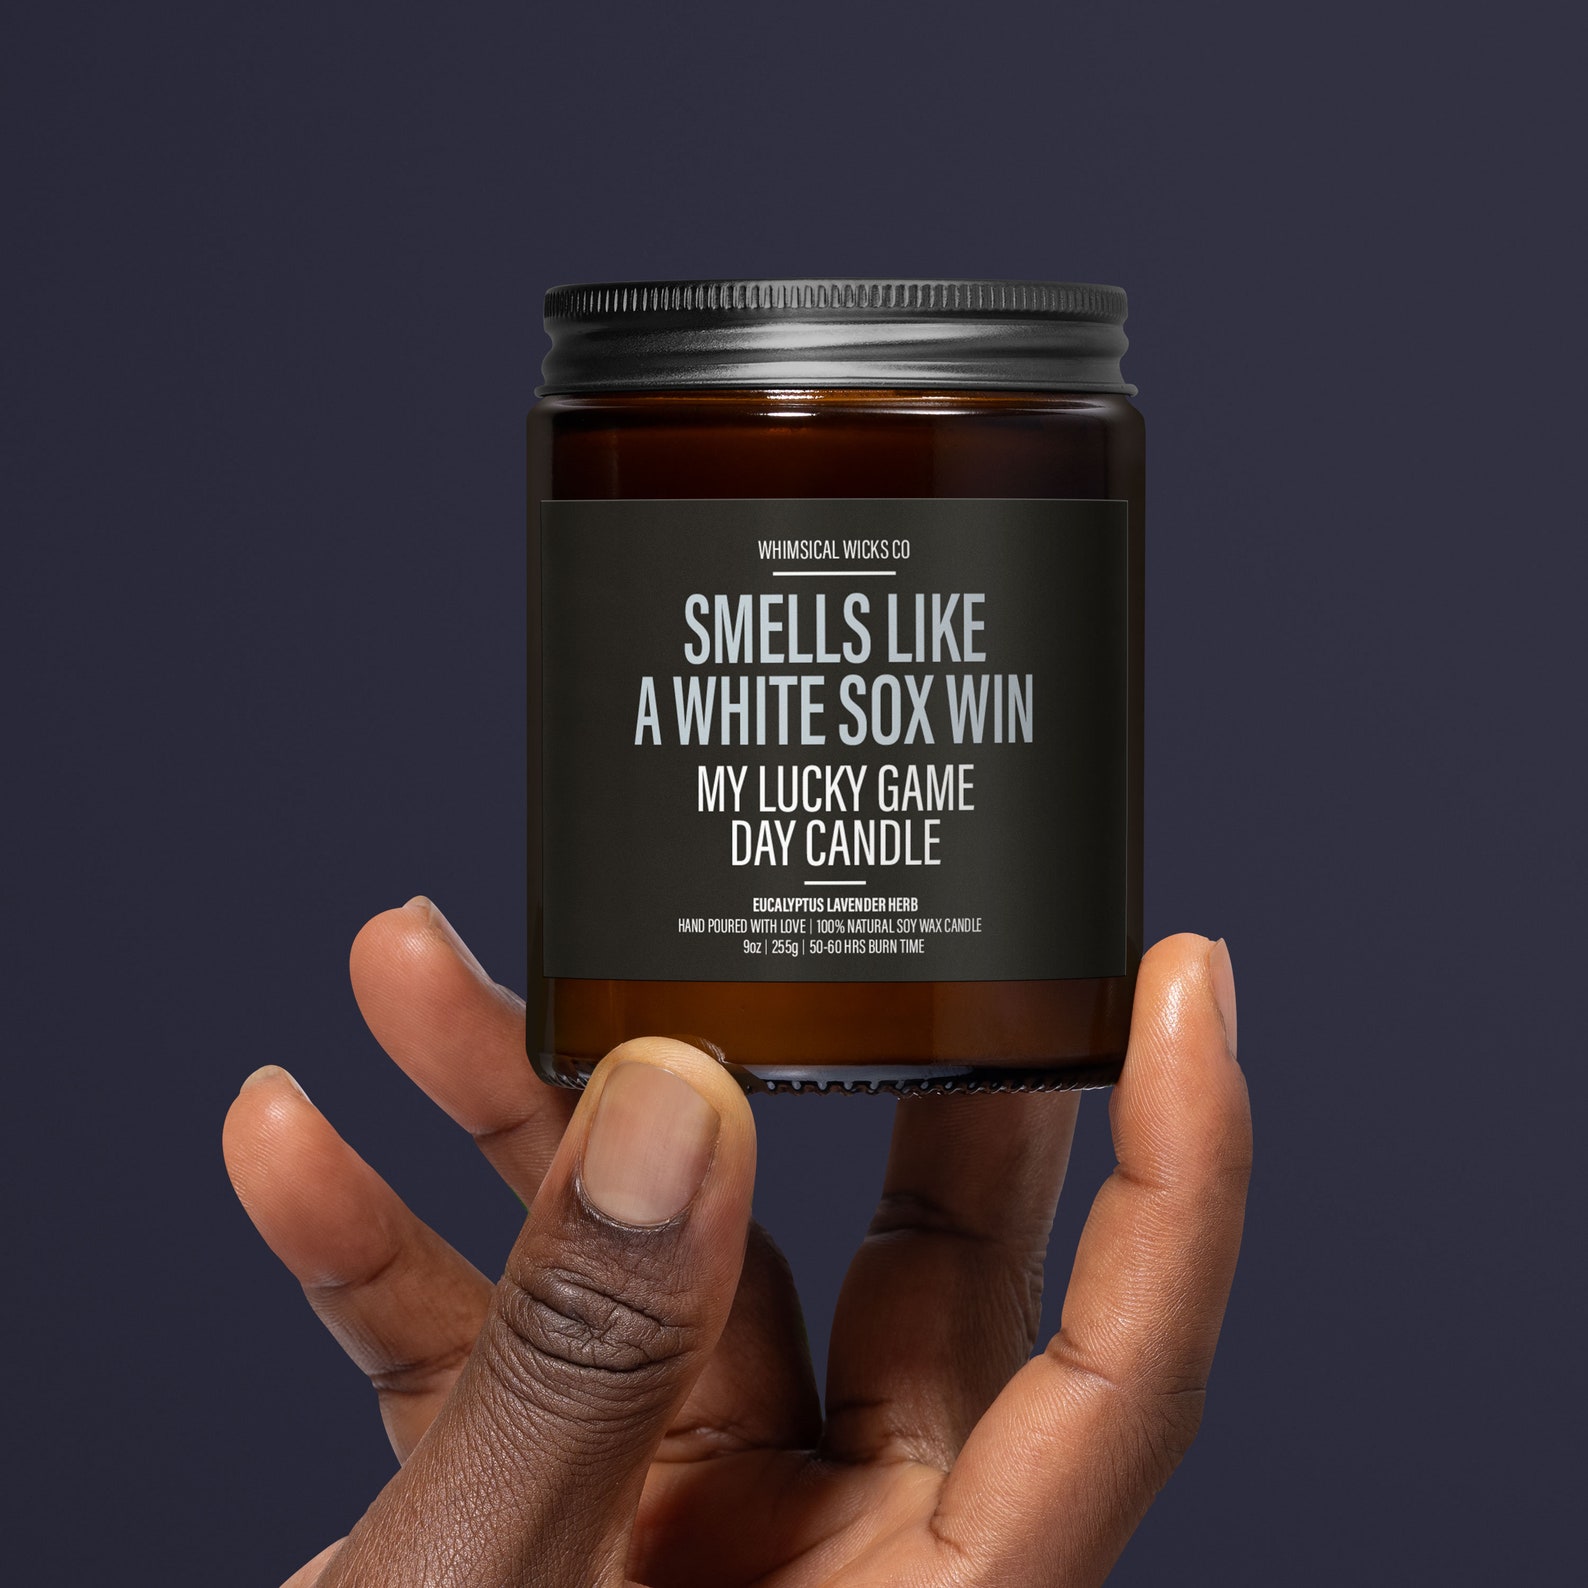 WHIMSICAL WICKS CO
SMELLS LIKE
A WHITE SOX WIN
MY LUCKY GAME
DAY CANDLE
EUCALYPTUS LAVENDER HERB
HAND POURED WITH LOVE | 100% NATURAL SOY WAX CANDLE
9oz | 255g | 50-60 HRS BURN TIME